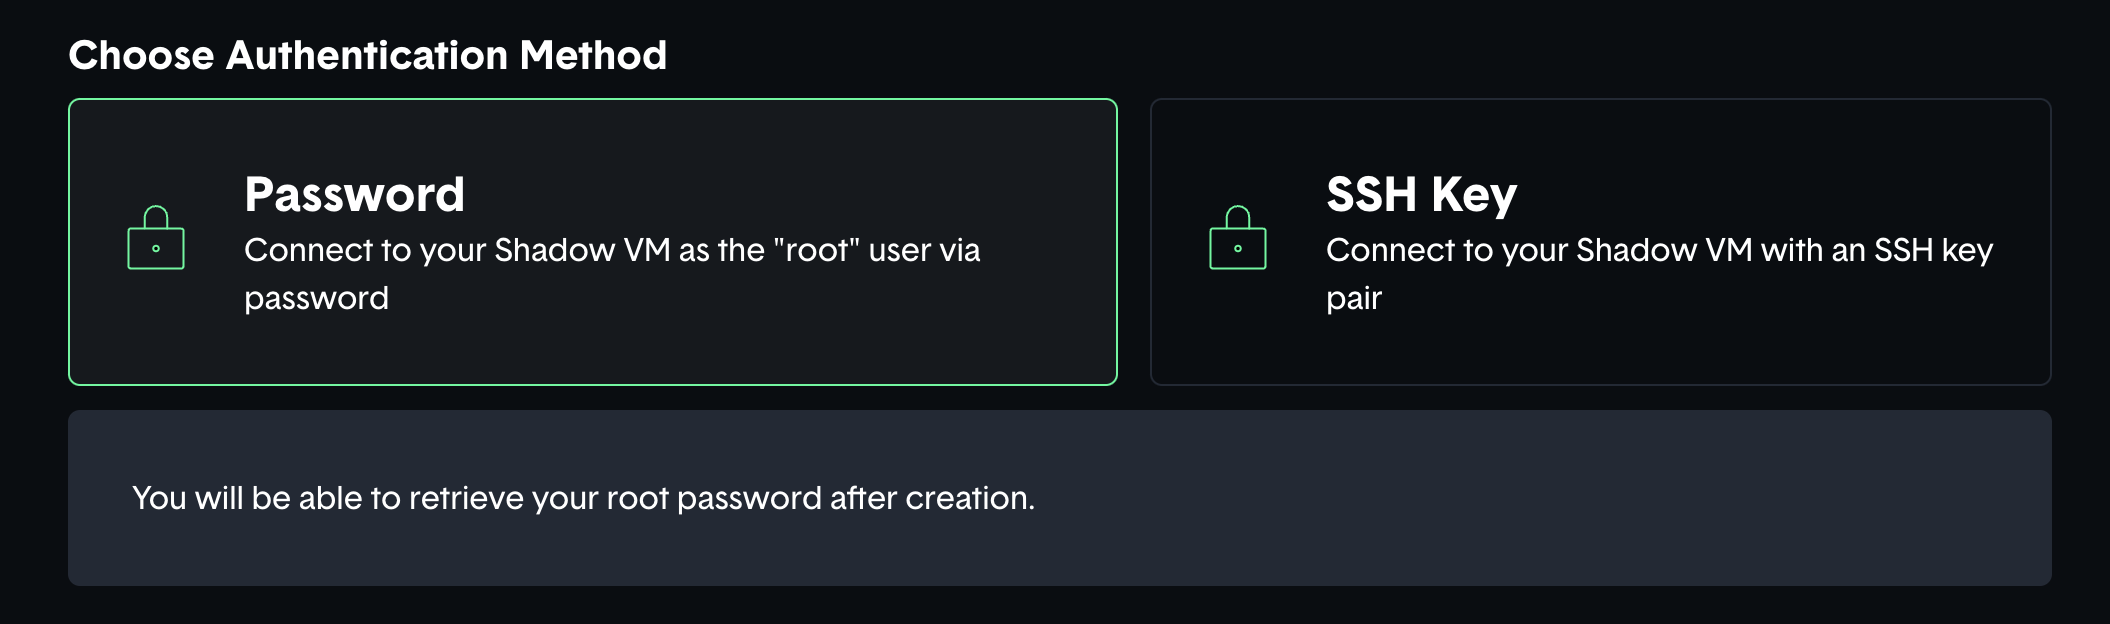 Choose Authentication Method
Password
Connect to your Shadow VM as the "root" user via
password
SSH Key
Connect to your Shadow VM with an SSH key
pair
You will be able to retrieve your root password after creation.